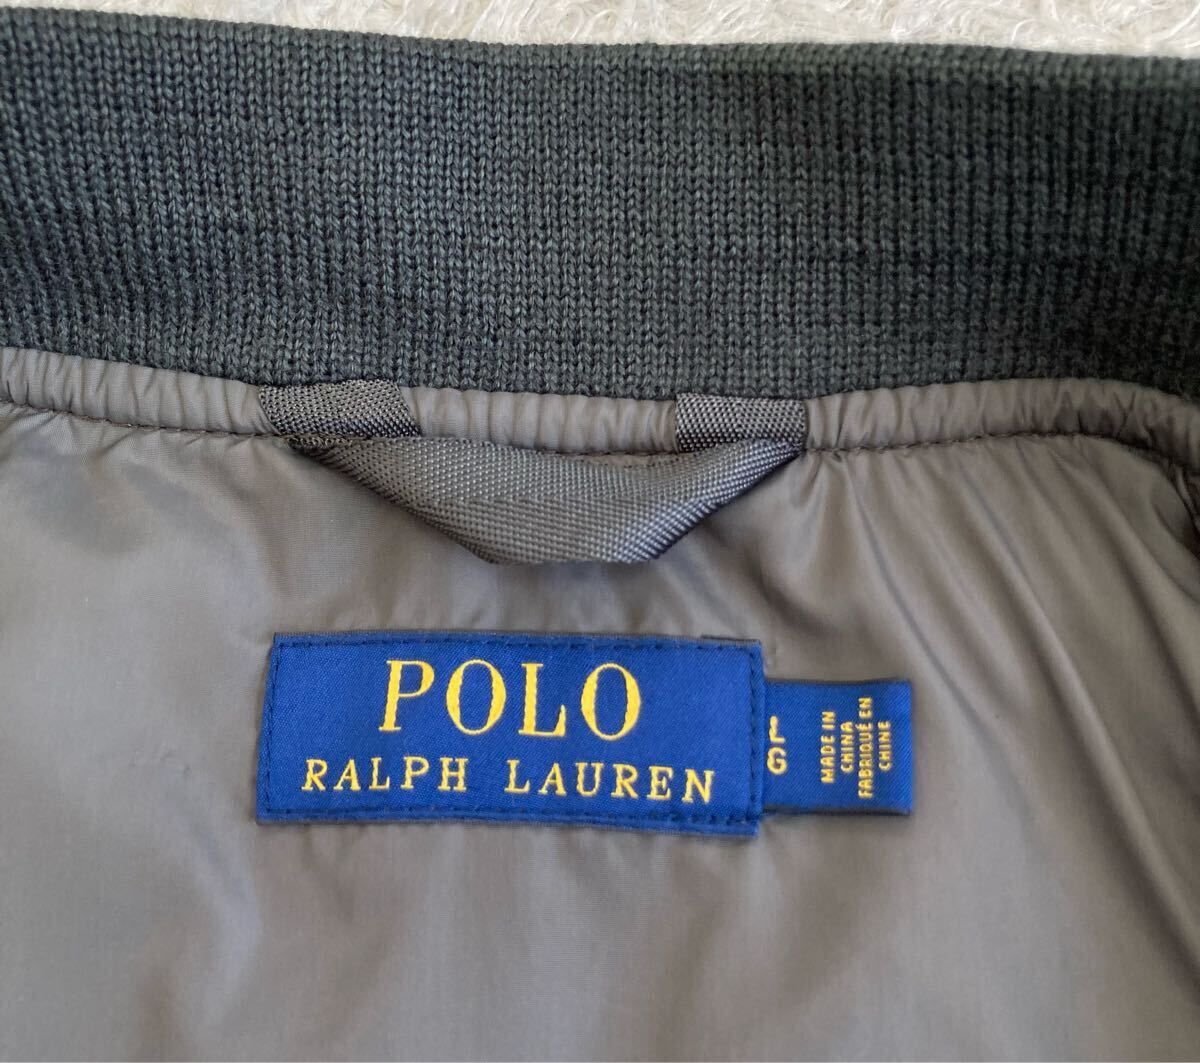 POLO
RALPH LAUREN
L
G
MADE IN
CHINA
FABRIQUÉ EN
CHINE